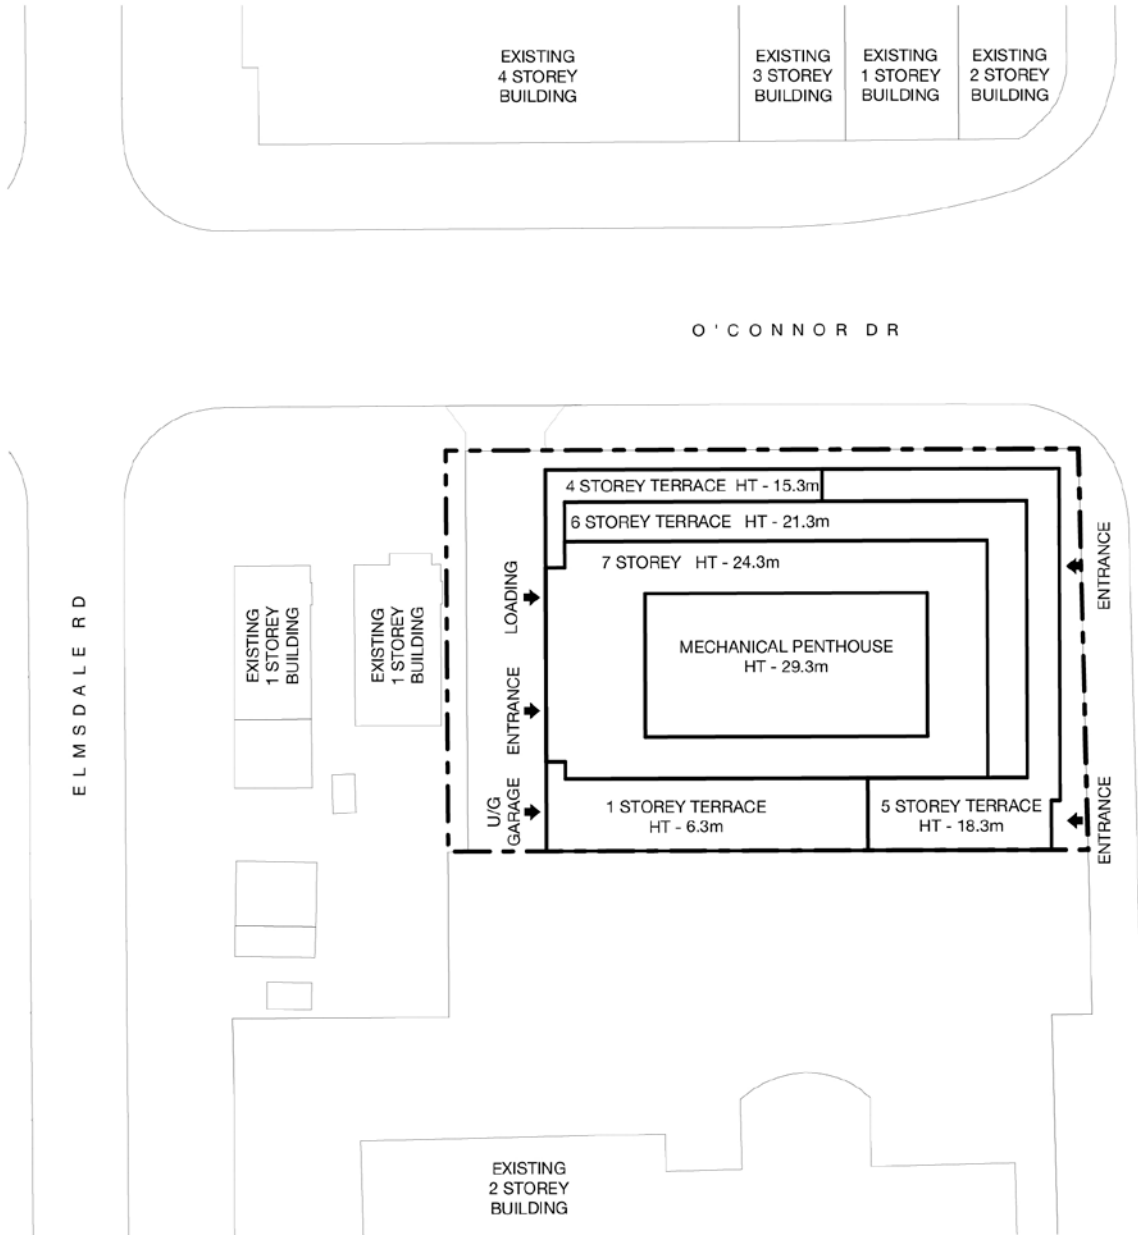 EXISTING
4 STOREY
BUILDING
EXISTING
3 STOREY
BUILDING
EXISTING
1 STOREY
BUILDING
EXISTING
2 STOREY
BUILDING
O'CONNOR DR
ELMSDALE RD
EXISTING
1 STOREY
BUILDING
EXISTING
1 STOREY
BUILDING
4 STOREY TERRACE HT - 15.3m
6 STOREY TERRACE HT - 21.3m
7 STOREY HT - 24.3m
MECHANICAL PENTHOUSE
HT - 29.3m
LOADING
ENTRANCE
U/G
GARAGE
1 STOREY TERRACE
HT - 6.3m
5 STOREY TERRACE
HT - 18.3m
ENTRANCE
ENTRANCE
EXISTING
2 STOREY
BUILDING